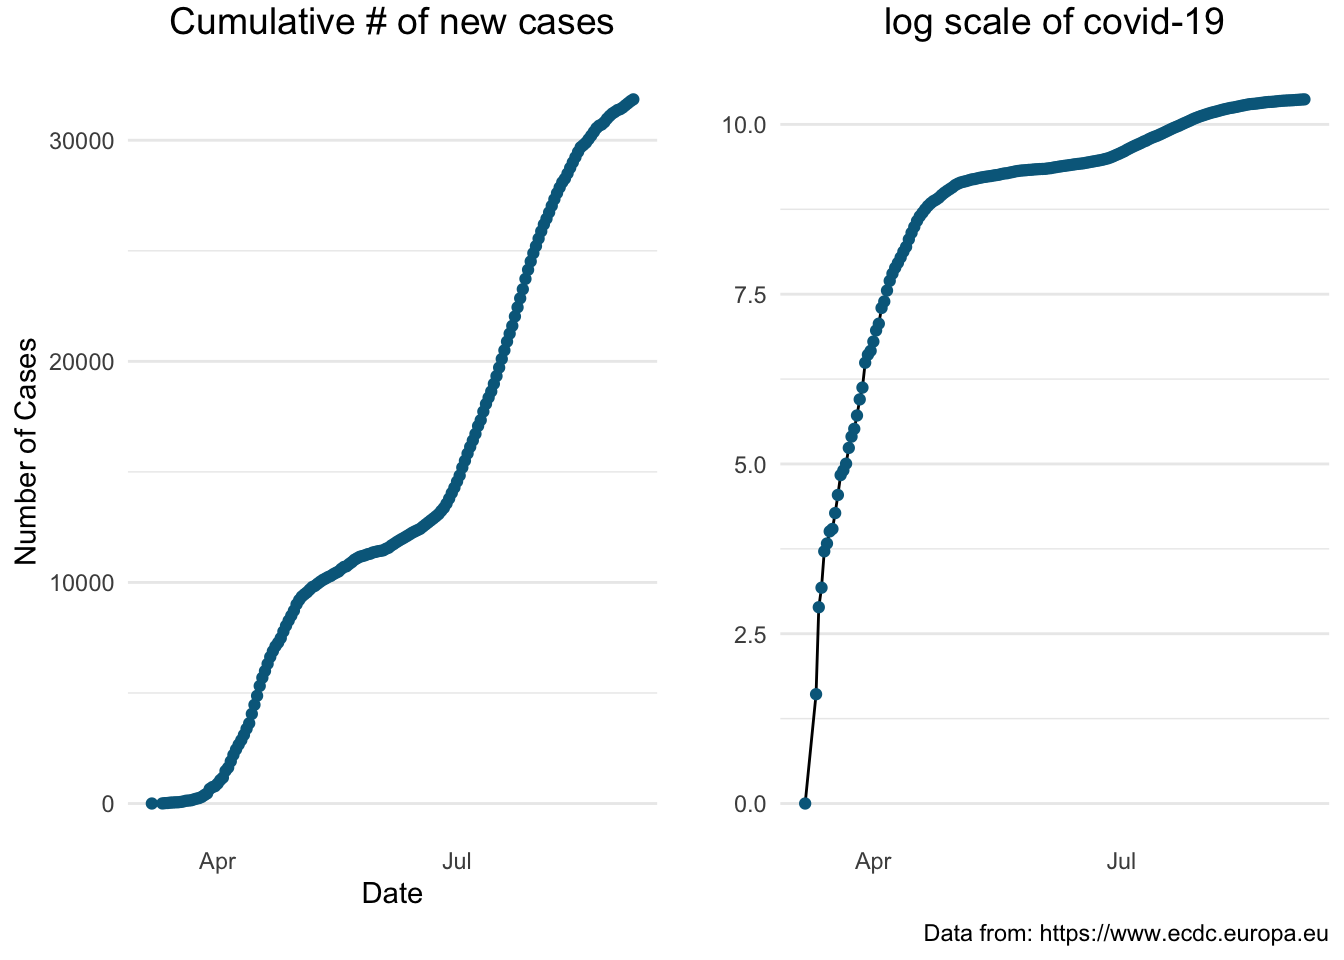 Cumulative # of new cases
Number of Cases
30000
20000
10000
0
Apr
Jul
Date
log scale of covid-19
10.0
7.5
5.0
2.5
0.0
Apr
Jul
Data from: https://www.ecdc.europa.eu